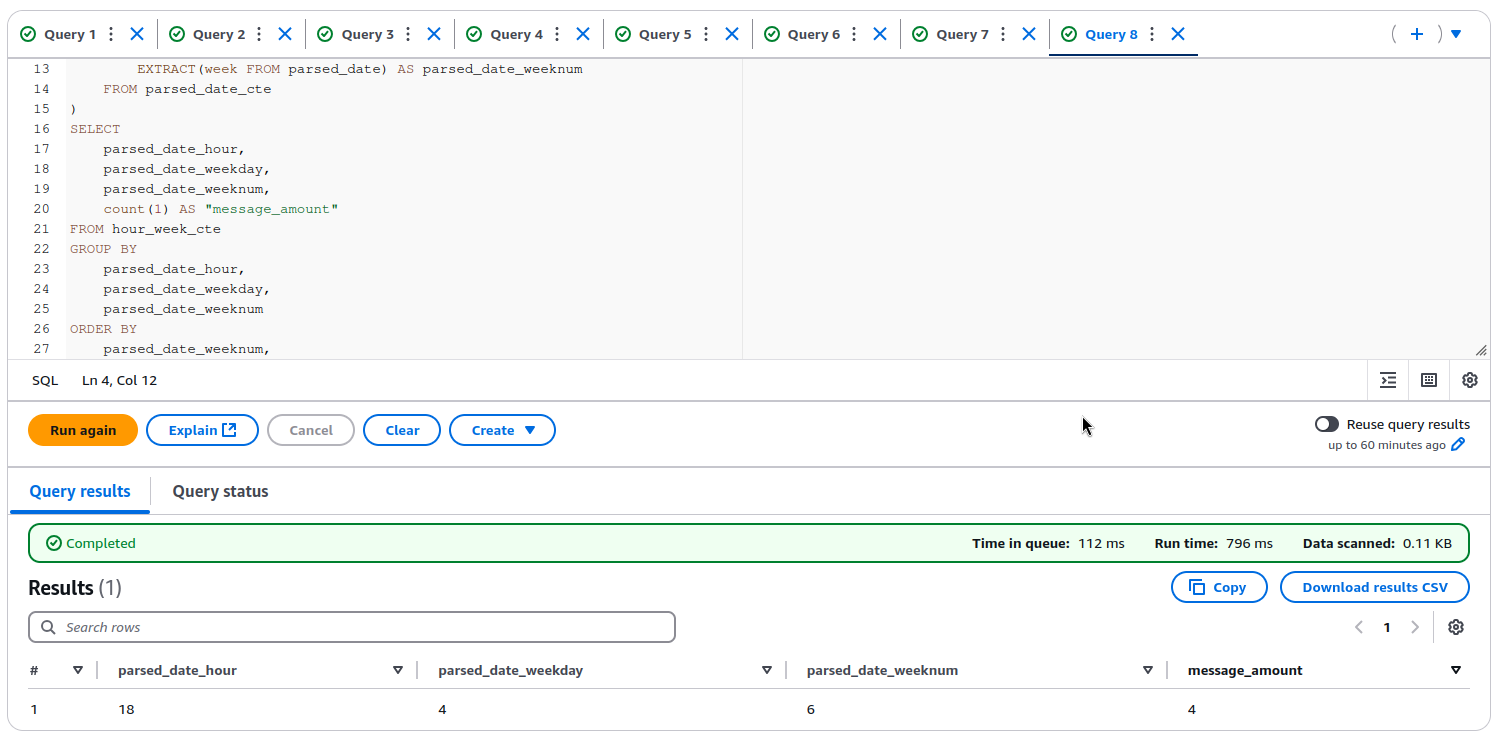 Query 1 Query 2 Query 3 Query 4 Query 5 Query 6 Query 7 Query 8
13 EXTRACT(week FROM parsed_date) AS parsed_date_weeknum
14 FROM parsed_date_cte
15 )
16 SELECT
17 parsed_date_hour,
18 parsed_date_weekday,
19 parsed_date_weeknum,
20 count(1) AS "message_amount"
21 FROM hour_week_cte
22 GROUP BY
23 parsed_date_hour,
24 parsed_date_weekday,
25 parsed_date_weeknum
26 ORDER BY
27 parsed_date_weeknum,
SQL Ln 4, Col 12
Run again Explain Cancel Clear Create Reuse query results
up to 60 minutes ago
Query results Query status
Completed Time in queue: 112 ms Run time: 796 ms Data scanned: 0.11 KB
Results (1) Copy Download results CSV
Search rows 1
# parsed_date_hour parsed_date_weekday parsed_date_weeknum message_amount
1 18 4 6 4